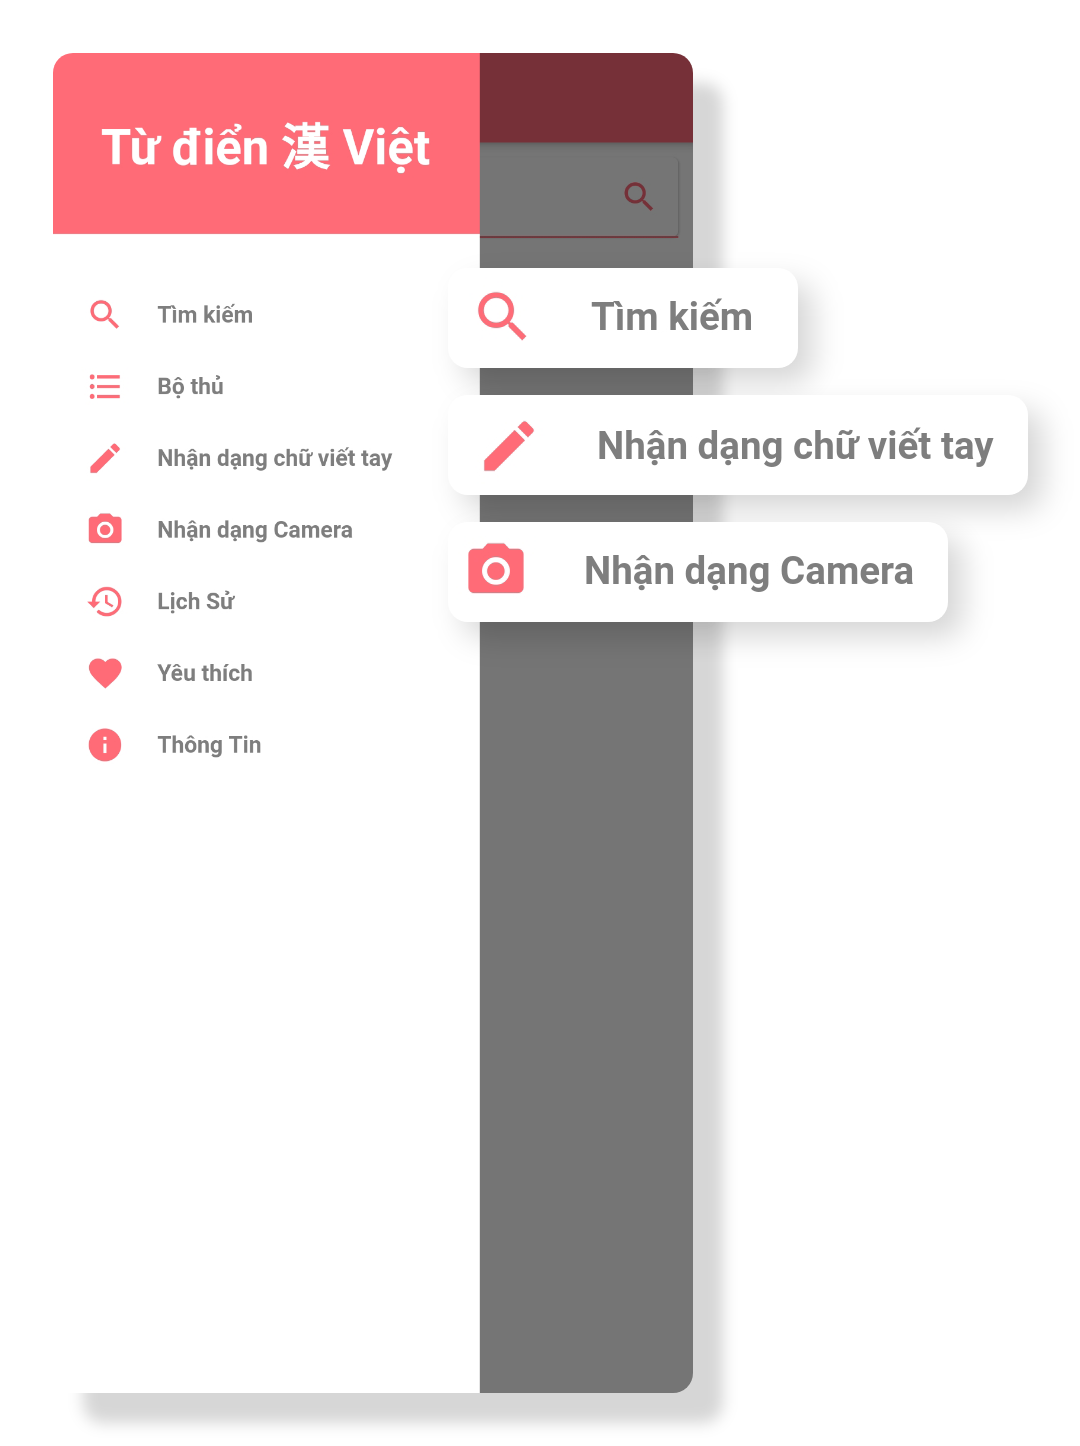 Từ điển 漢 Việt
Tìm kiếm
Bộ thủ
Nhận dạng chữ viết tay
Nhận dạng Camera
Lịch Sử
Yêu thích
Thông Tin
Tìm kiếm
Nhận dạng chữ viết tay
Nhận dạng Camera